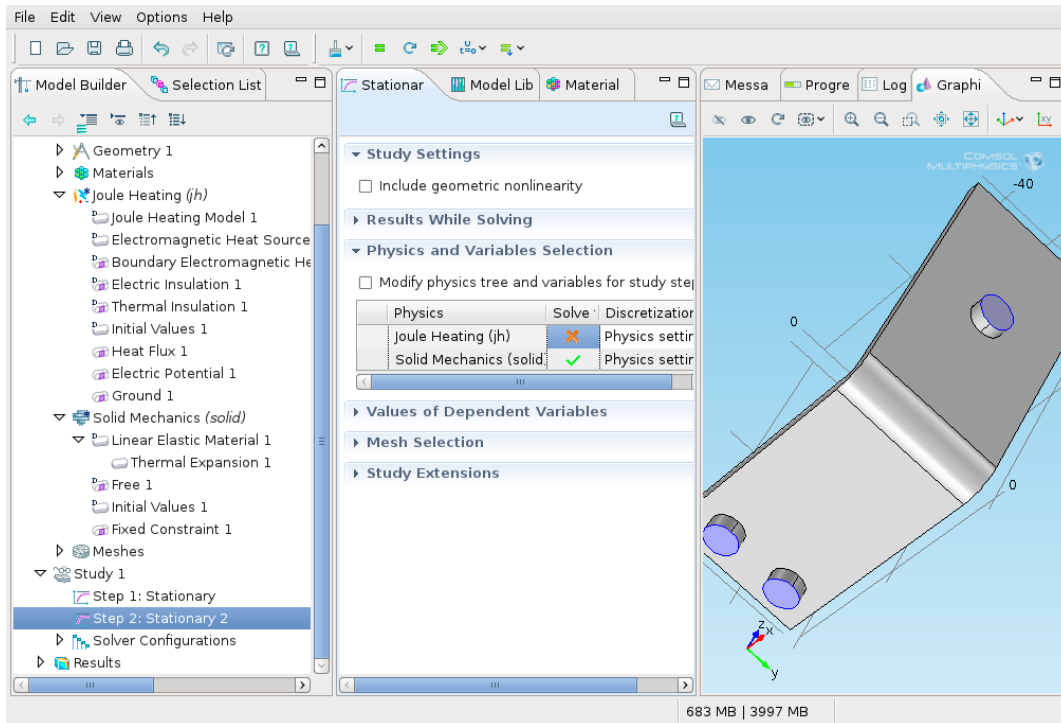 File Edit View Options Help
Model Builder Selection List
Stationar Model Lib Material
Messa Progre Log Graphi
Geometry 1
Materials
Joule Heating (jh)
Joule Heating Model 1
Electromagnetic Heat Source
Boundary Electromagnetic He
Electric Insulation 1
Thermal Insulation 1
Initial Values 1
Heat Flux 1
Electric Potential 1
Ground 1
Solid Mechanics (solid)
Linear Elastic Material 1
Thermal Expansion 1
Free 1
Initial Values 1
Fixed Constraint 1
Meshes
Study 1
Step 1: Stationary
Step 2: Stationary 2
Solver Configurations
Results
Study Settings
Include geometric nonlinearity
Results While Solving
Physics and Variables Selection
Modify physics tree and variables for study step
Physics Solve Discretization
Joule Heating (jh) Physics settin
Solid Mechanics (solid) Physics settin
Values of Dependent Variables
Mesh Selection
Study Extensions
COMSOL
MULTIPHYSICS
-40
0
0
z x
y
683 MB | 3997 MB